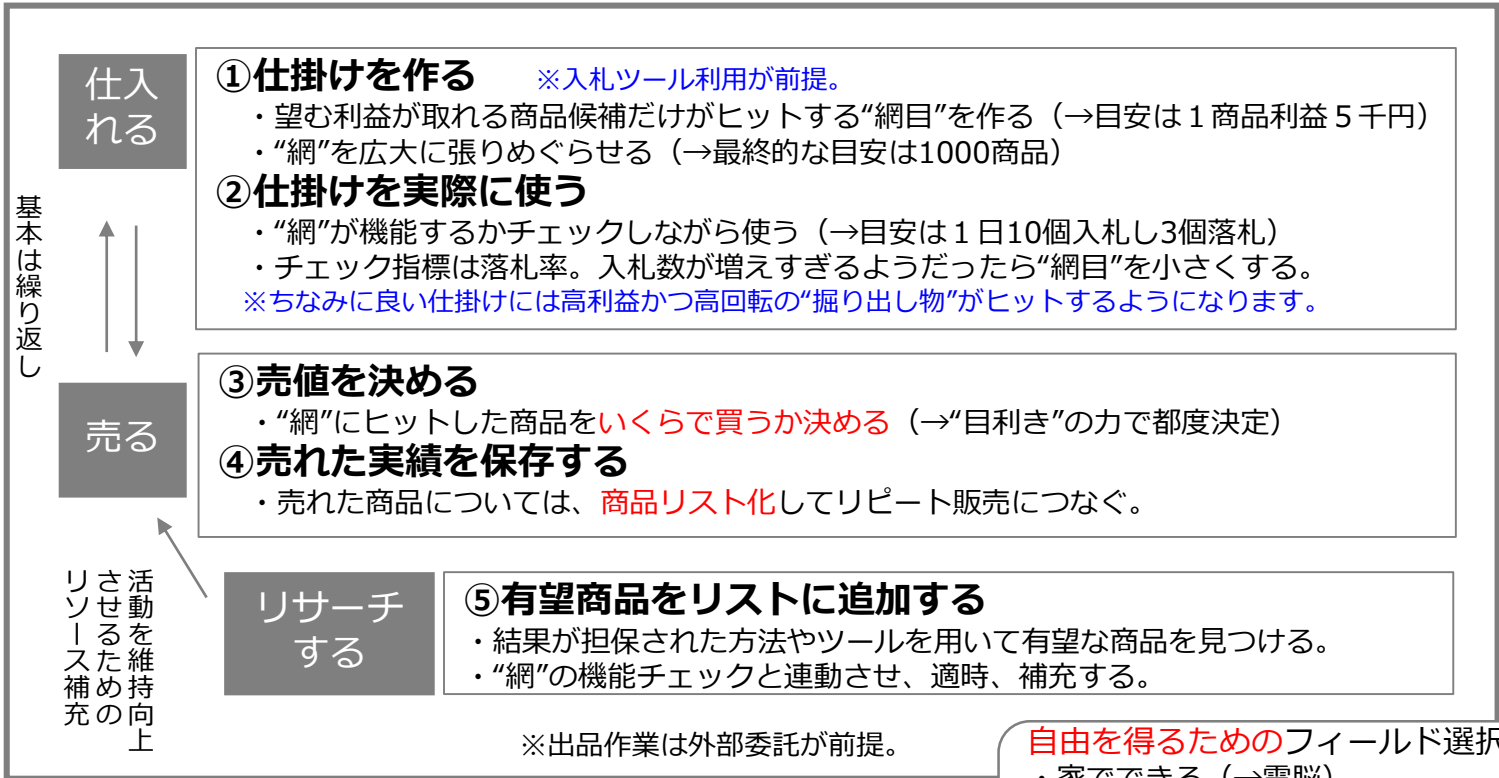 仕入
れる
①仕掛けを作る ※入札ツール利用が前提。
・望む利益が取れる商品候補だけがヒットする“網目”を作る（→目安は１商品利益５千円）
・“網”を広大に張りめぐらせる（→最終的な目安は1000商品）
②仕掛けを実際に使う
・“網”が機能するかチェックしながら使う（→目安は１日10個入札し3個落札）
・チェック指標は落札率。入札数が増えすぎるようだったら“網目”を小さくする。
※ちなみに良い仕掛けには高利益かつ高回転の“掘り出し物”がヒットするようになります。
基本は繰り返し
売る
③売値を決める
・“網”にヒットした商品をいくらで買うか決める（→“目利き”の力で都度決定）
④売れた実績を保存する
・売れた商品については、商品リスト化してリピート販売につなぐ。
活動を維持向上
させるための
リソース補充
リサーチ
する
⑤有望商品をリストに追加する
・結果が担保された方法やツールを用いて有望な商品を見つける。
・“網”の機能チェックと連動させ、適時、補充する。
※出品作業は外部委託が前提。
自由を得るためのフィールド選択
・家でできる（→電脳）